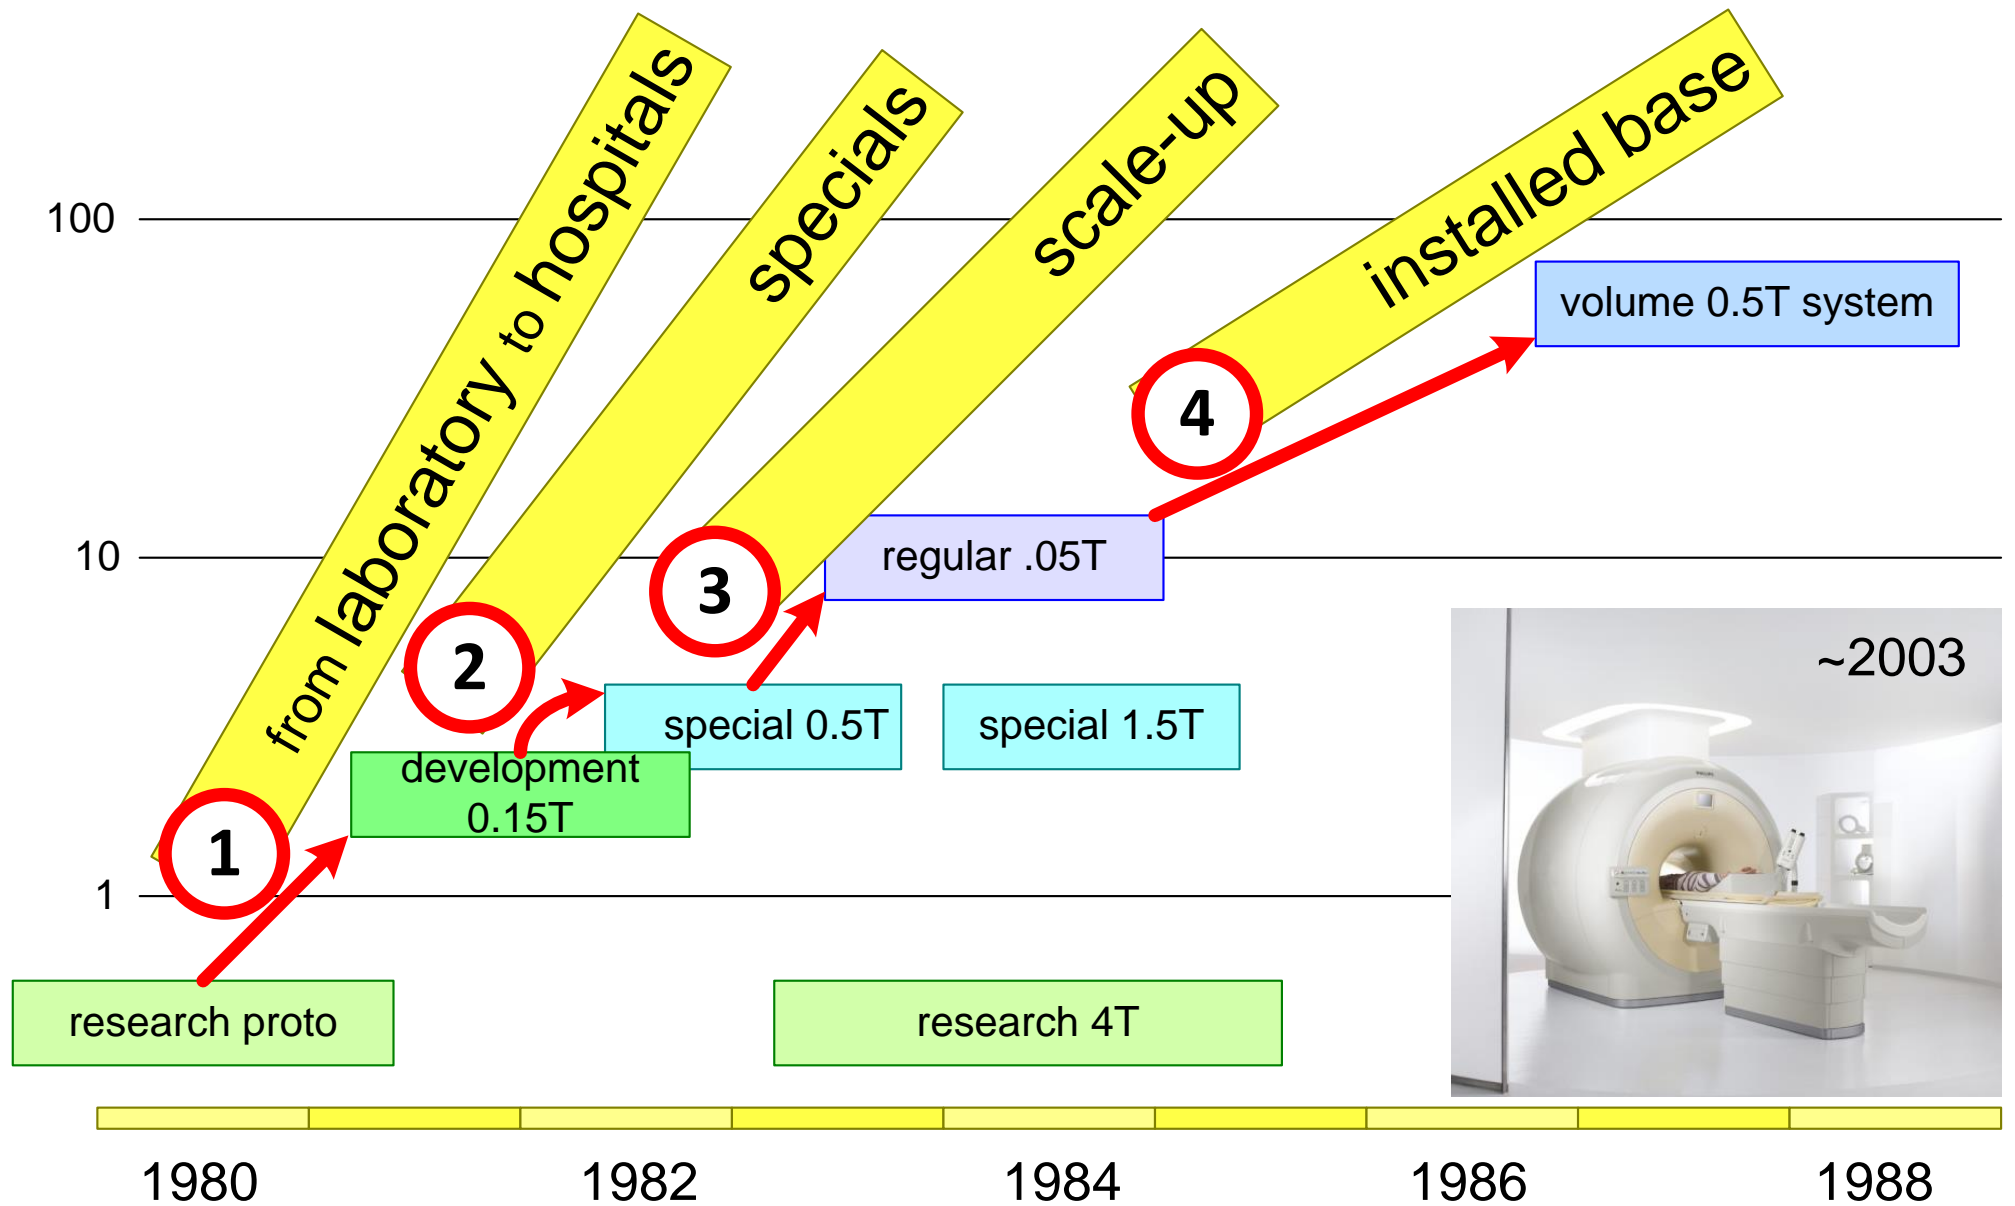 from laboratory to hospitals
specials
scale-up
installed base
100
volume 0.5T system
4
10
regular .05T
3
2
~2003
special 0.5T
special 1.5T
development
0.15T
1
1
research proto
research 4T
1980
1982
1984
1986
1988